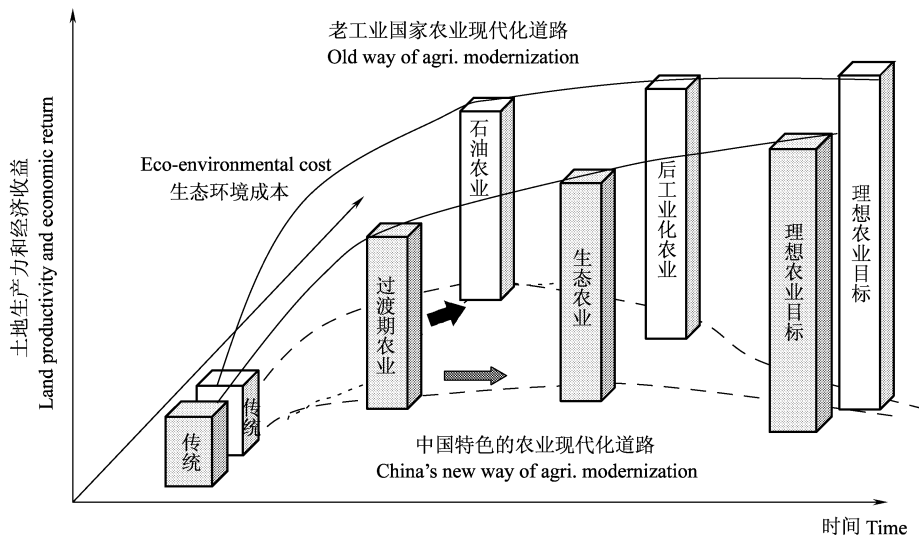 老工业国家农业现代化道路
Old way of agri. modernization
土地生产力和经济收益
Land productivity and economic return
Eco-environmental cost
生态环境成本
传统
传统
过渡期农业
石油农业
生态农业
后工业化农业
理想农业目标
理想农业目标
中国特色的农业现代化道路
China's new way of agri. modernization
时间 Time